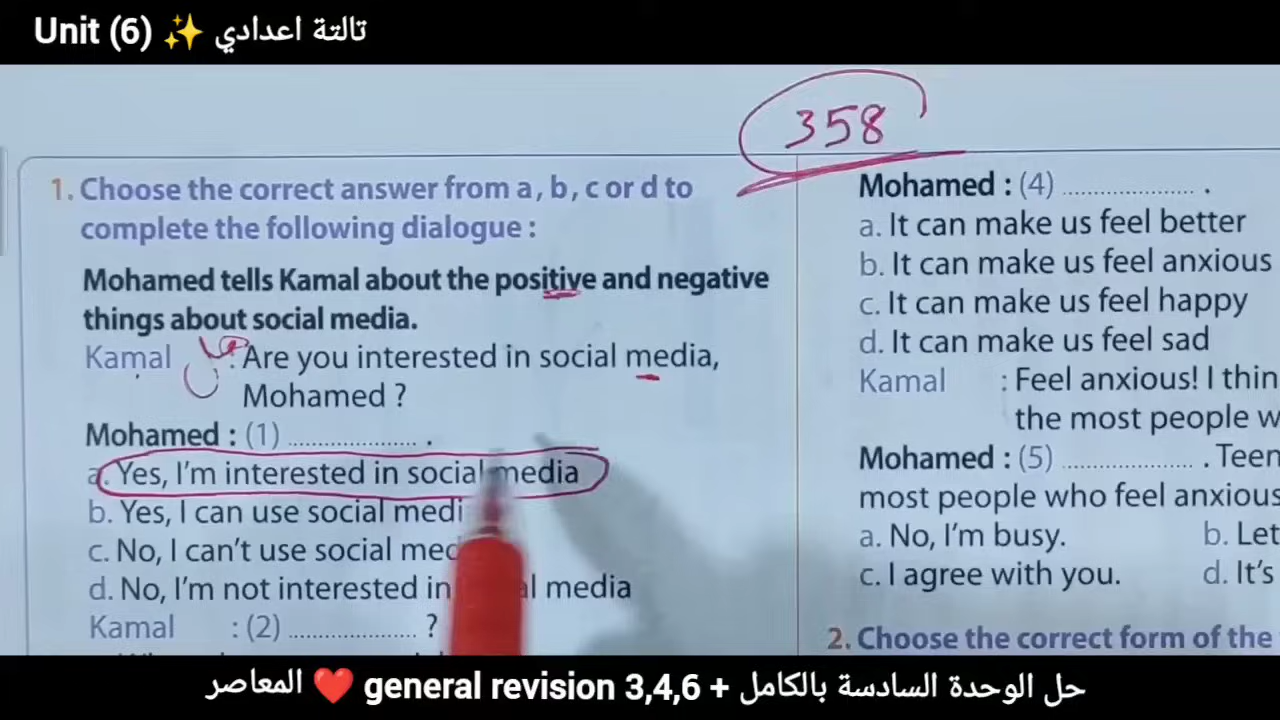 Unit (6) ✨ تالتة اعدادي
358
1. Choose the correct answer from a, b, c or d to
complete the following dialogue :
Mohamed tells Kamal about the positive and negative
things about social media.
Kamal : Are you interested in social media,
Mohamed ?
Mohamed : (1) .................... .
a. Yes, I'm interested in social media
b. Yes, I can use social medi
c. No, I can't use social med
d. No, I'm not interested in al media
Kamal : (2) .................... ?
Mohamed : (4) .................... .
a. It can make us feel better
b. It can make us feel anxious
c. It can make us feel happy
d. It can make us feel sad
Kamal : Feel anxious! I thin
the most people w
Mohamed : (5) .................... . Teen
most people who feel anxious
a. No, I'm busy. b. Let
c. I agree with you. d. It's
2. Choose the correct form of the
حل الوحدة السادسة بالكامل + general revision 3,4,6 ❤️ المعاصر